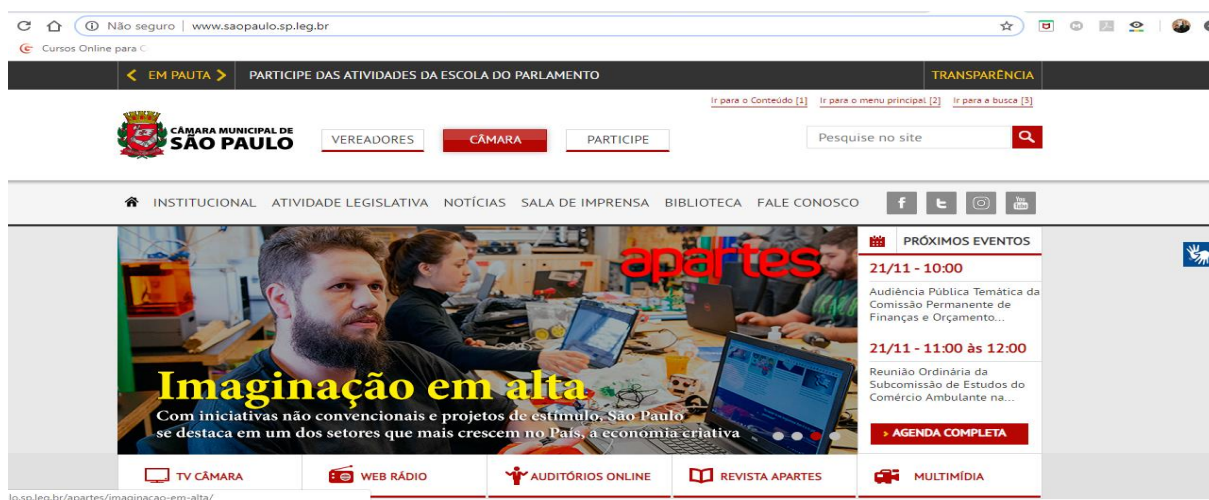 Não seguro | www.saopaulo.sp.leg.br
Cursos Online para C
EM PAUTA
PARTICIPE DAS ATIVIDADES DA ESCOLA DO PARLAMENTO
TRANSPARÊNCIA
Ir para o Conteúdo [1] Ir para o menu principal [2] Ir para a busca [3]
CÂMARA MUNICIPAL DE
SÃO PAULO
VEREADORES
CÂMARA
PARTICIPE
Pesquise no site
INSTITUCIONAL ATIVIDADE LEGISLATIVA NOTÍCIAS SALA DE IMPRENSA BIBLIOTECA FALE CONOSCO
apartes
Imaginação em alta
Com iniciativas não convencionais e projetos de estímulo, São Paulo
se destaca em um dos setores que mais crescem no País, a economia criativa
PRÓXIMOS EVENTOS
21/11 - 10:00
Audiência Pública Temática da
Comissão Permanente de
Finanças e Orçamento...
21/11 - 11:00 às 12:00
Reunião Ordinária da
Subcomissão de Estudos do
Comércio Ambulante na...
AGENDA COMPLETA
TV CÂMARA
WEB RÁDIO
AUDITÓRIOS ONLINE
REVISTA APARTES
MULTIMÍDIA
lo.sp.leg.br/apartes/imaginacao-em-alta/